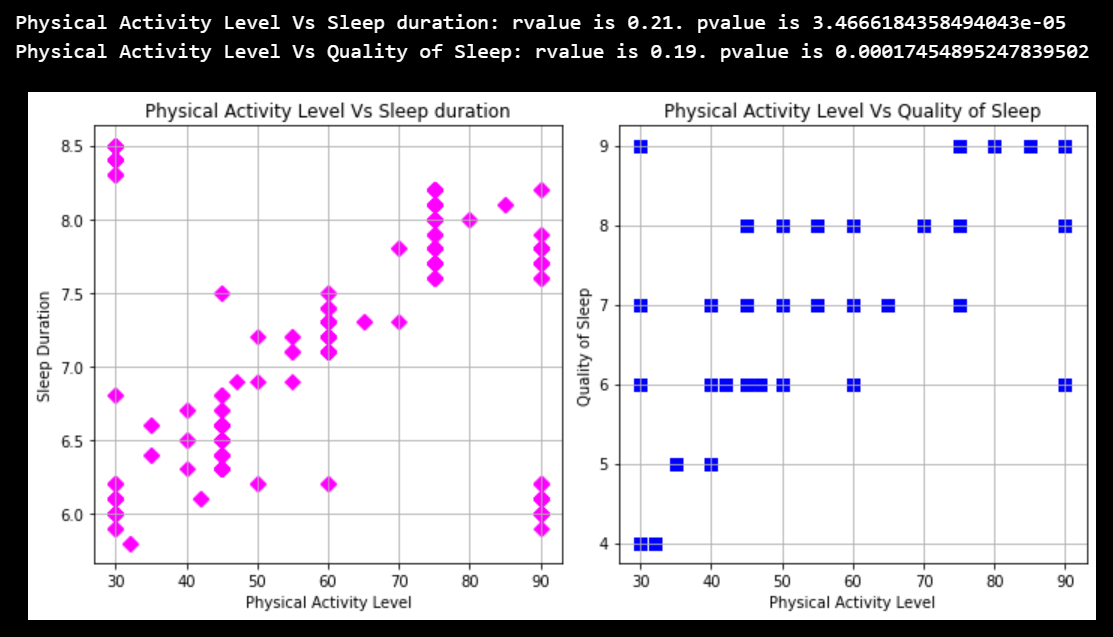 Physical Activity Level Vs Sleep duration: rvalue is 0.21. pvalue is 3.4666184358494043e-05
Physical Activity Level Vs Quality of Sleep: rvalue is 0.19. pvalue is 0.00017454895247839502
Physical Activity Level Vs Sleep duration
Sleep Duration
8.5
8.0
7.5
7.0
6.5
6.0
30 40 50 60 70 80 90
Physical Activity Level
Physical Activity Level Vs Quality of Sleep
Quality of Sleep
9
8
7
6
5
4
30 40 50 60 70 80 90
Physical Activity Level